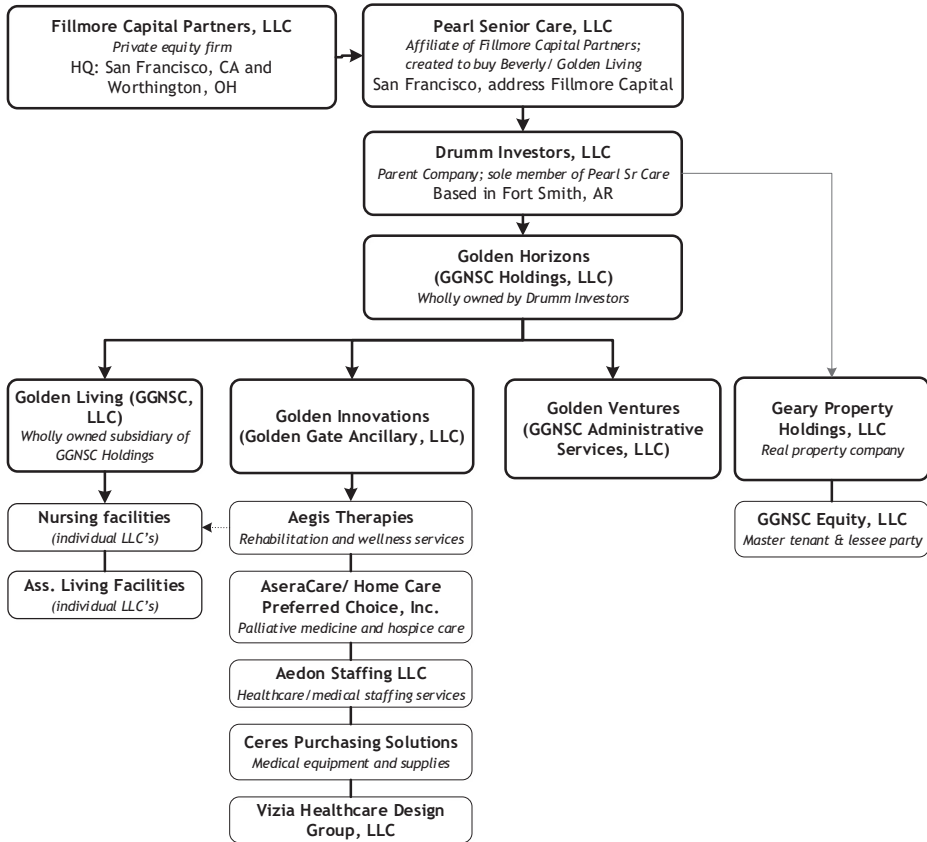 Fillmore Capital Partners, LLC
Private equity firm
HQ: San Francisco, CA and
Worthington, OH
Pearl Senior Care, LLC
Affiliate of Fillmore Capital Partners;
created to buy Beverly/ Golden Living
San Francisco, address Fillmore Capital
Drumm Investors, LLC
Parent Company; sole member of Pearl Sr Care
Based in Fort Smith, AR
Golden Horizons
(GGNSC Holdings, LLC)
Wholly owned by Drumm Investors
Golden Living (GGNSC,
LLC)
Wholly owned subsidiary of
GGNSC Holdings
Golden Innovations
(Golden Gate Ancillary, LLC)
Golden Ventures
(GGNSC Administrative
Services, LLC)
Geary Property
Holdings, LLC
Real property company
Nursing facilities
(individual LLC's)
Aegis Therapies
Rehabilitation and wellness services
GGNSC Equity, LLC
Master tenant & lessee party
Ass. Living Facilities
(individual LLC's)
AseraCare/ Home Care
Preferred Choice, Inc.
Palliative medicine and hospice care
Aedon Staffing LLC
Healthcare/medical staffing services
Ceres Purchasing Solutions
Medical equipment and supplies
Vizia Healthcare Design
Group, LLC